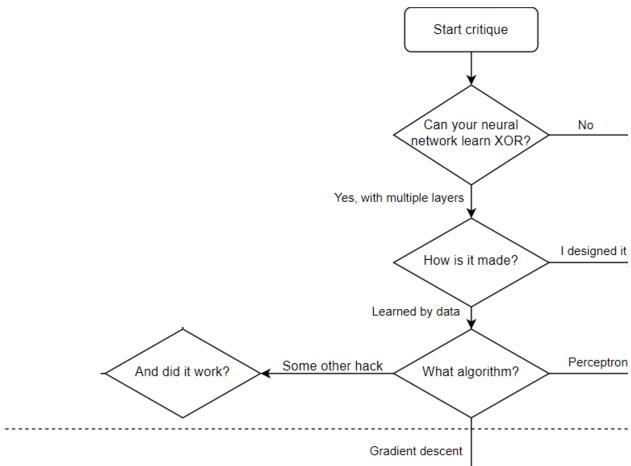 Start critique
Can your neural
network learn XOR?
No
Yes, with multiple layers
How is it made?
I designed it
Learned by data
And did it work?
Some other hack
What algorithm?
Perceptron
Gradient descent